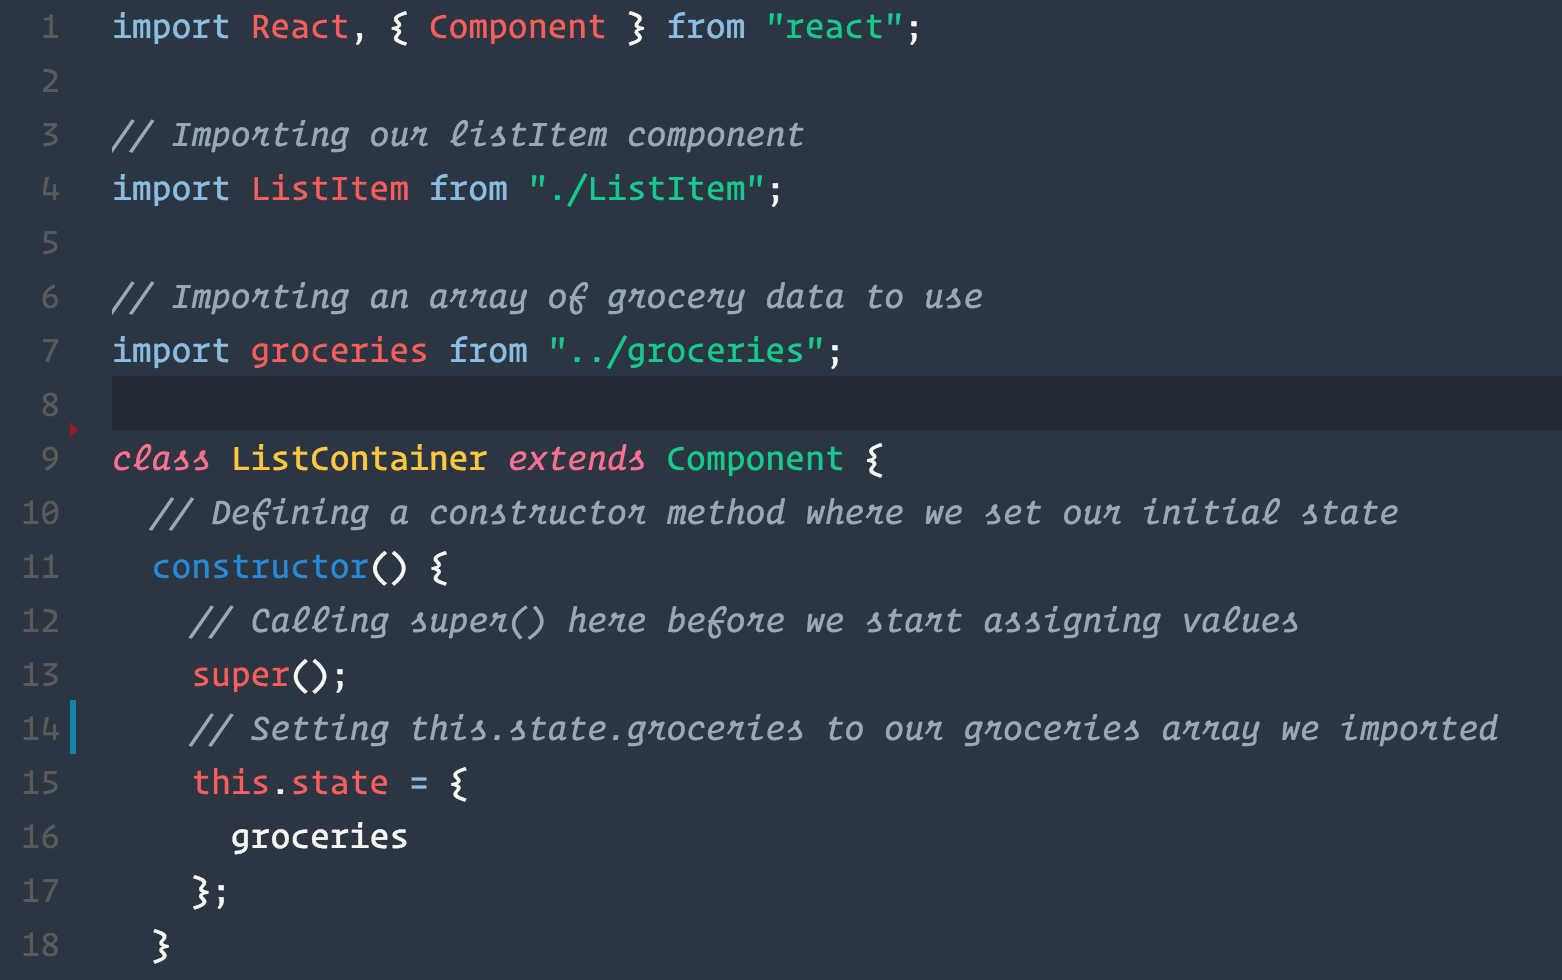 1 import React, { Component } from "react";
2
3 // Importing our listItem component
4 import ListItem from "./ListItem";
5
6 // Importing an array of grocery data to use
7 import groceries from "../groceries";
8
9 class ListContainer extends Component {
10 // Defining a constructor method where we set our initial state
11 constructor() {
12 // Calling super() here before we start assigning values
13 super();
14 // Setting this.state.groceries to our groceries array we imported
15 this.state = {
16 groceries
17 };
18 }